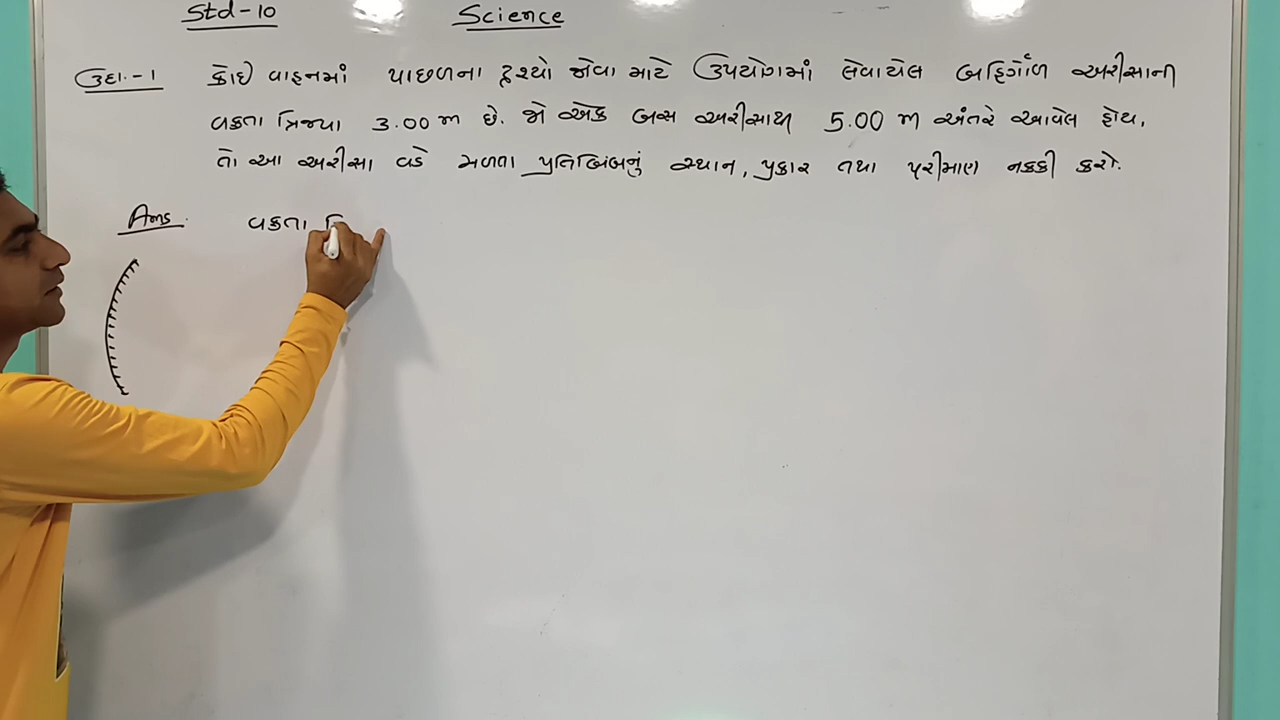 Std-10 Science
ઉદા.-1 કોઈ વાહનમાં પાછળના દ્રશ્યો જોવા માટે ઉપયોગમાં લેવાયેલ બહિર્ગોળ અરીસાની
વક્રતા ત્રિજ્યા 3.00 m છે. જો એક બસ અરીસાથી 5.00 m અંતરે આવેલ હોય,
તો આ અરીસા વડે મળતા પ્રતિબિંબનું સ્થાન, પ્રકાર તથા પરીમાણ નક્કી કરો.
Ans. વક્રતા